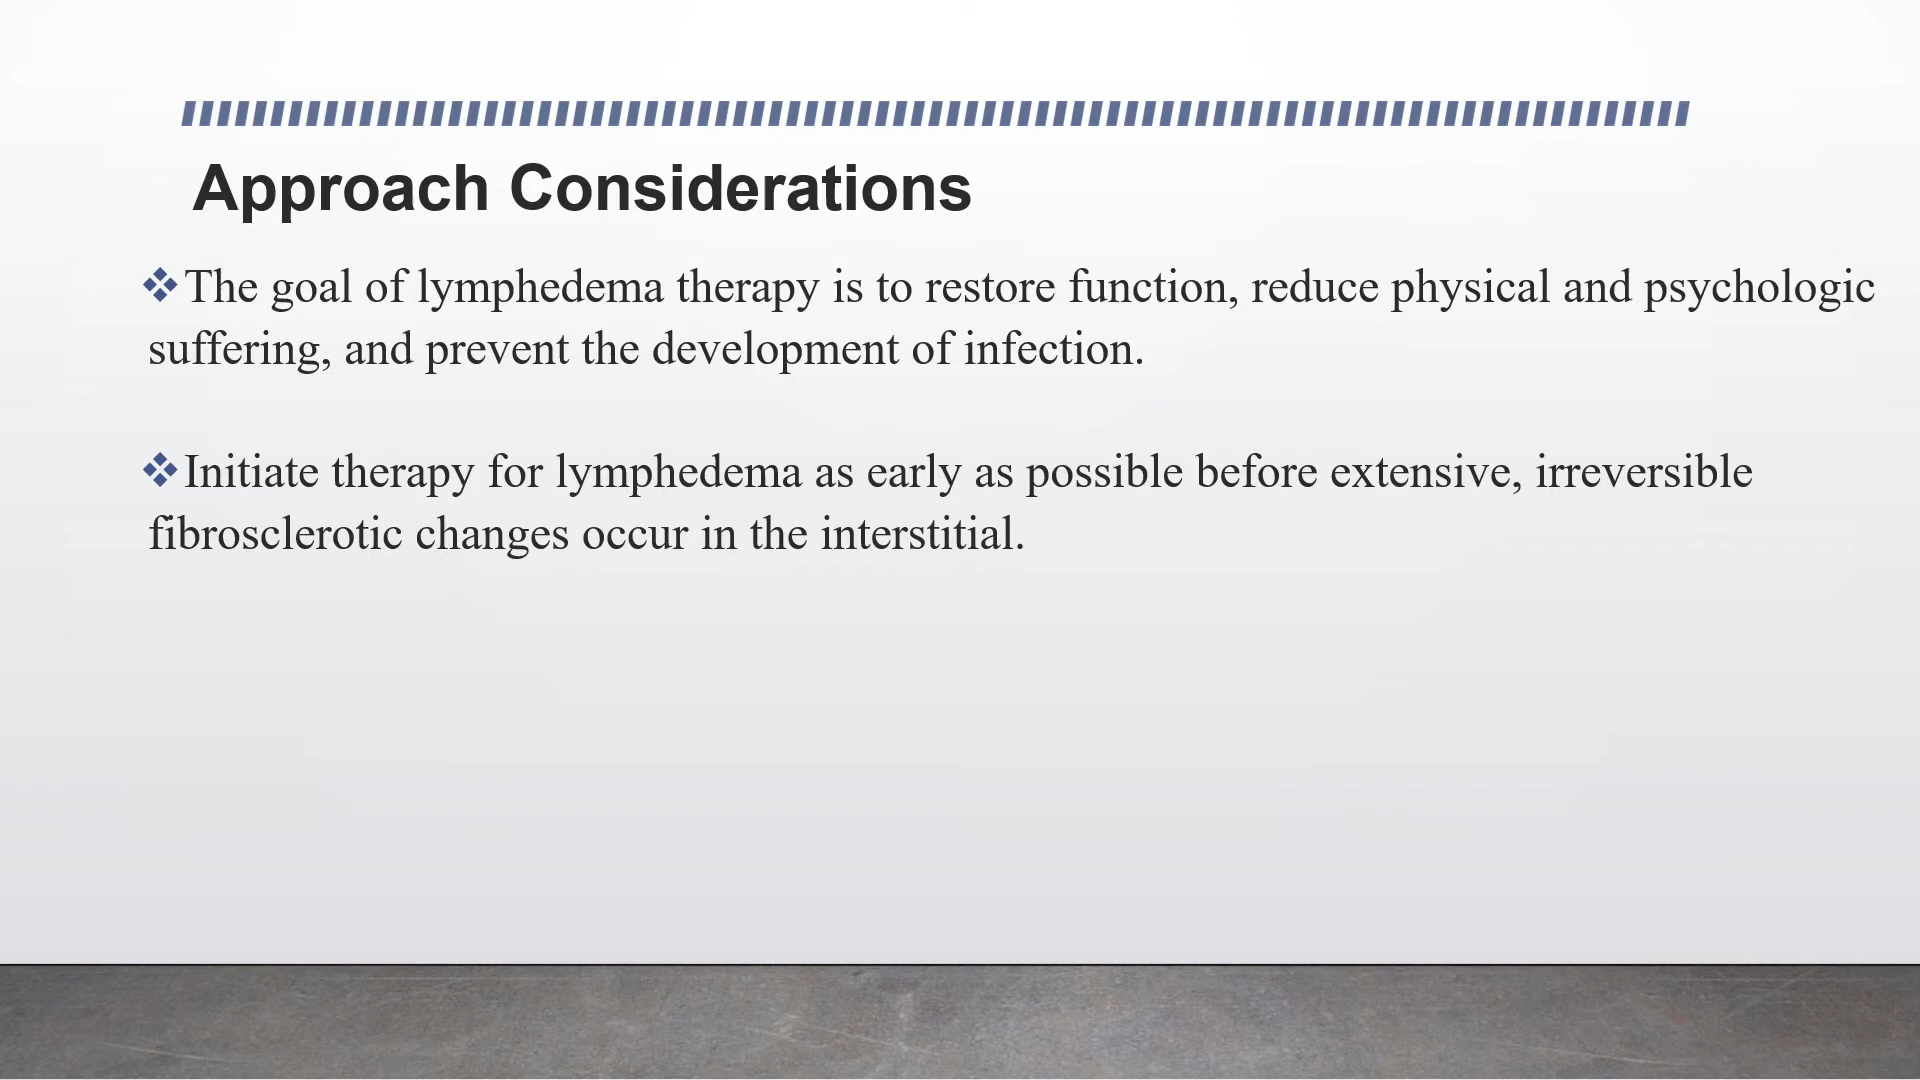 Approach Considerations
❖The goal of lymphedema therapy is to restore function, reduce physical and psychologic
suffering, and prevent the development of infection.
❖Initiate therapy for lymphedema as early as possible before extensive, irreversible
fibrosclerotic changes occur in the interstitial.